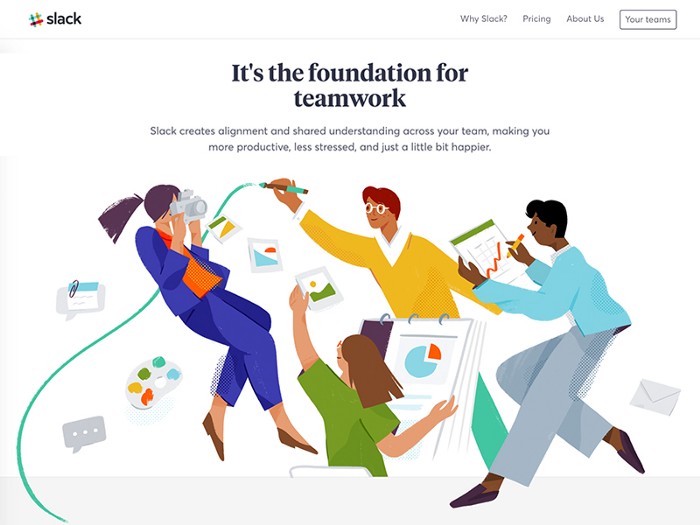 slack
Why Slack?
Pricing
About Us
Your teams
It's the foundation for
teamwork
Slack creates alignment and shared understanding across your team, making you
more productive, less stressed, and just a little bit happier.